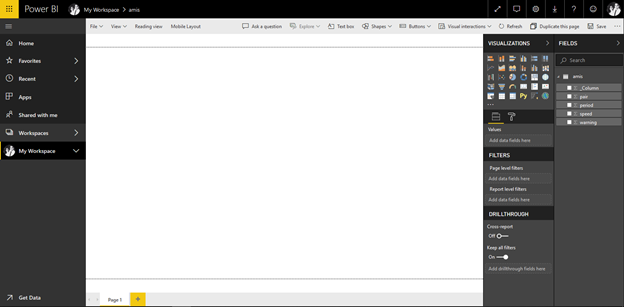 Power BI My Workspace > amis
File View Reading view Mobile Layout Ask a question Explore Text box Shapes Buttons Visual interactions Refresh Duplicate this page Save
Home
Favorites
Recent
Apps
Shared with me
Workspaces
My Workspace
Get Data
Page 1
VISUALIZATIONS
Py
Values
Add data fields here
FILTERS
Page level filters
Add data fields here
Report level filters
Add data fields here
DRILLTHROUGH
Cross-report
Off
Keep all filters
On
Add drillthrough fields here
FIELDS
Search
amis
_Column
pair
period
speed
warning